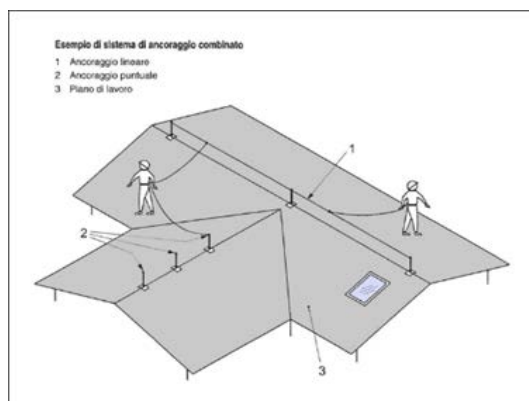 Esempio di sistema di ancoraggio combinato
1 Ancoraggio lineare
2 Ancoraggio puntuale
3 Piano di lavoro
1
2
3